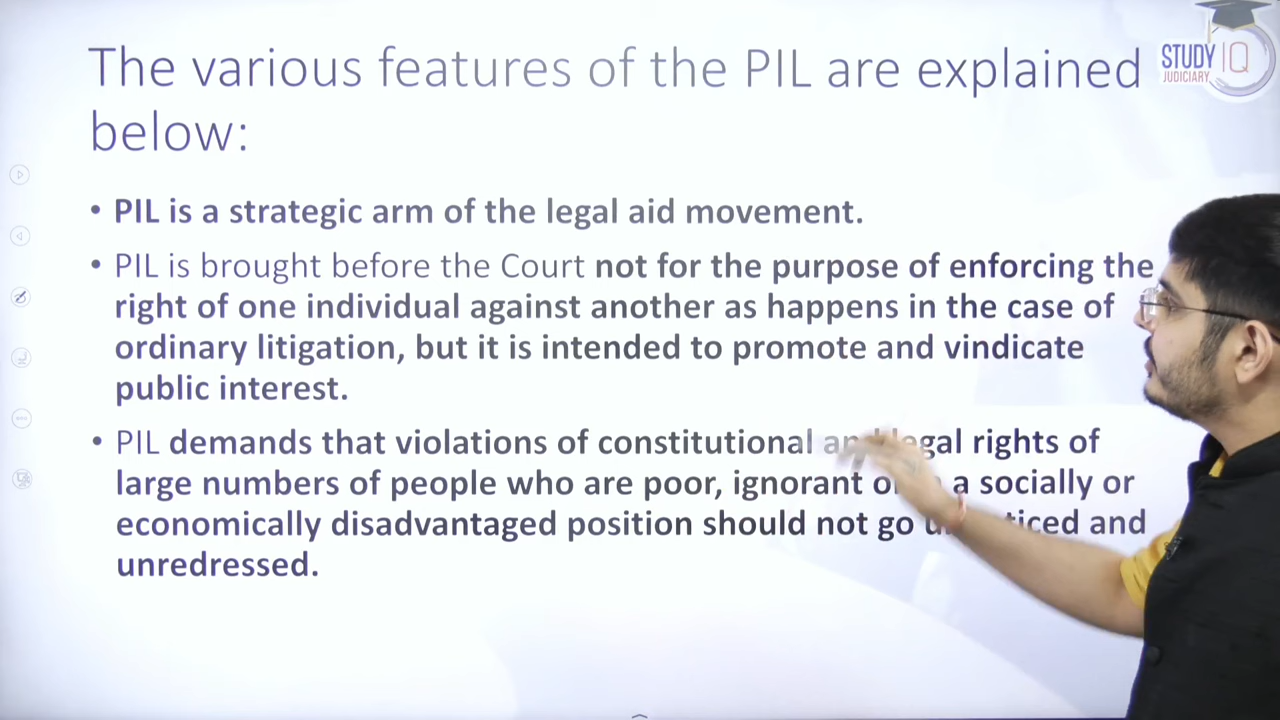 The various features of the PIL are explained
below:
STUDY IQ
JUDICIARY
• PIL is a strategic arm of the legal aid movement.
• PIL is brought before the Court not for the purpose of enforcing the
right of one individual against another as happens in the case of
ordinary litigation, but it is intended to promote and vindicate
public interest.
• PIL demands that violations of constitutional and legal rights of
large numbers of people who are poor, ignorant or a socially or
economically disadvantaged position should not go and
unredressed.